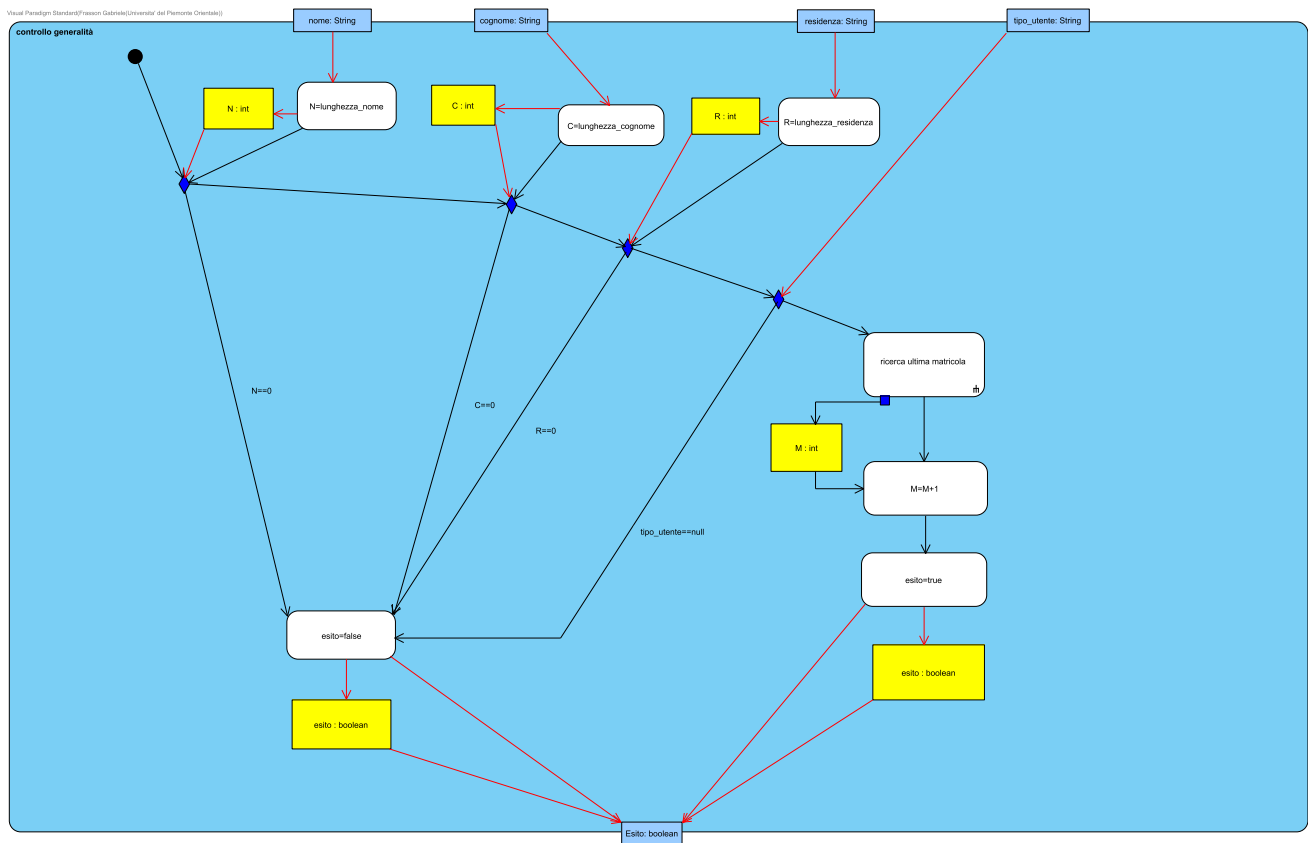 Visual Paradigm Standard(Frasson Gabriele(Universita' del Piemonte Orientale))
nome: String
cognome: String
residenza: String
tipo_utente: String
controllo generalità
N : int
N=lunghezza_nome
C : int
C=lunghezza_cognome
R : int
R=lunghezza_residenza
ricerca ultima matricola
N==0
C==0
R==0
M : int
M=M+1
tipo_utente==null
esito=true
esito=false
esito : boolean
esito : boolean
Esito: boolean